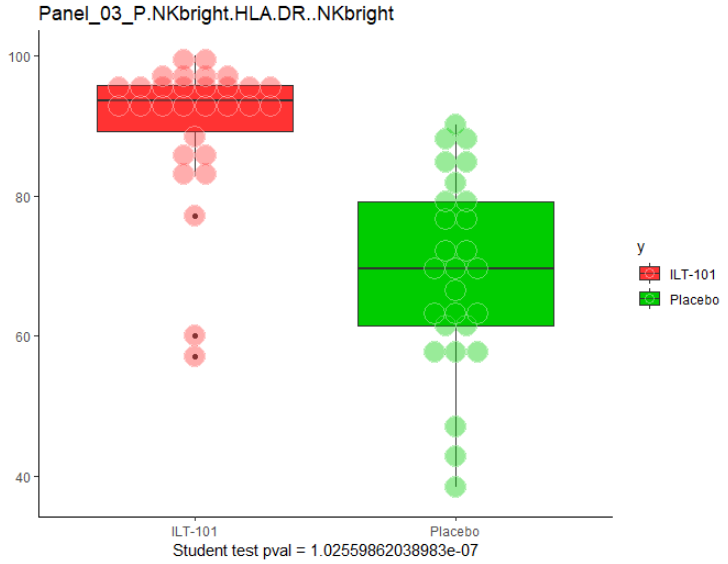 Panel_03_P.NKbright.HLA.DR..NKbright
100
80
60
40
ILT-101
Placebo
Student test pval = 1.02559862038983e-07
y
ILT-101
Placebo